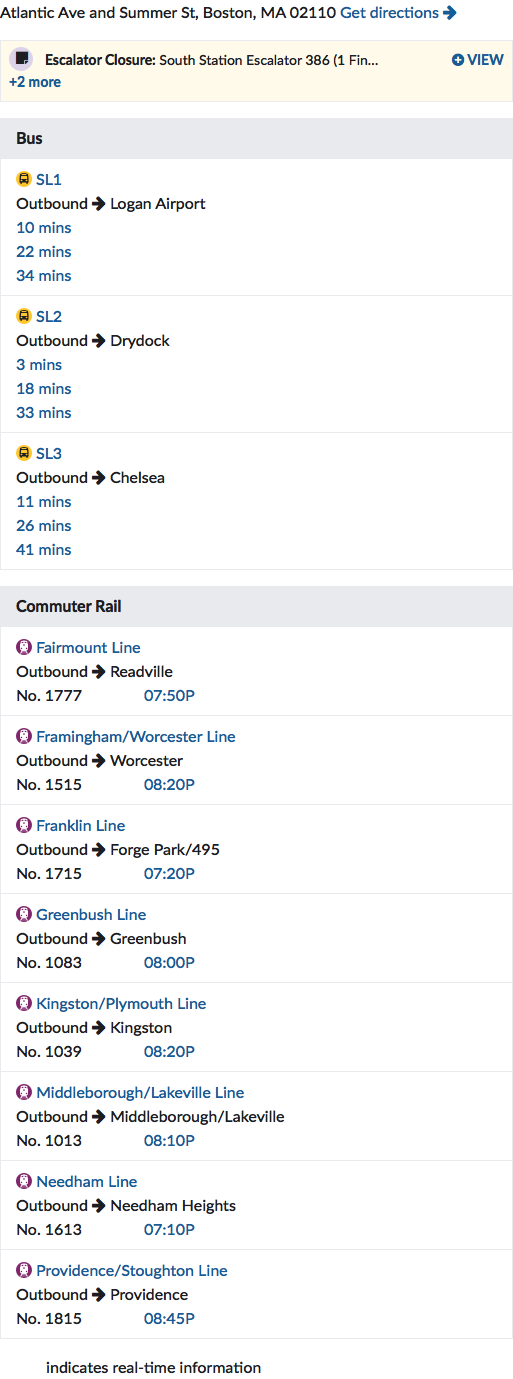 Atlantic Ave and Summer St, Boston, MA 02110 Get directions
Escalator Closure: South Station Escalator 386 (1 Fin... VIEW
+2 more
Bus
SL1
Outbound Logan Airport
10 mins
22 mins
34 mins
SL2
Outbound Drydock
3 mins
18 mins
33 mins
SL3
Outbound Chelsea
11 mins
26 mins
41 mins
Commuter Rail
Fairmount Line
Outbound Readville
No. 1777 07:50P
Framingham/Worcester Line
Outbound Worcester
No. 1515 08:20P
Franklin Line
Outbound Forge Park/495
No. 1715 07:20P
Greenbush Line
Outbound Greenbush
No. 1083 08:00P
Kingston/Plymouth Line
Outbound Kingston
No. 1039 08:20P
Middleborough/Lakeville Line
Outbound Middleborough/Lakeville
No. 1013 08:10P
Needham Line
Outbound Needham Heights
No. 1613 07:10P
Providence/Stoughton Line
Outbound Providence
No. 1815 08:45P
indicates real-time information